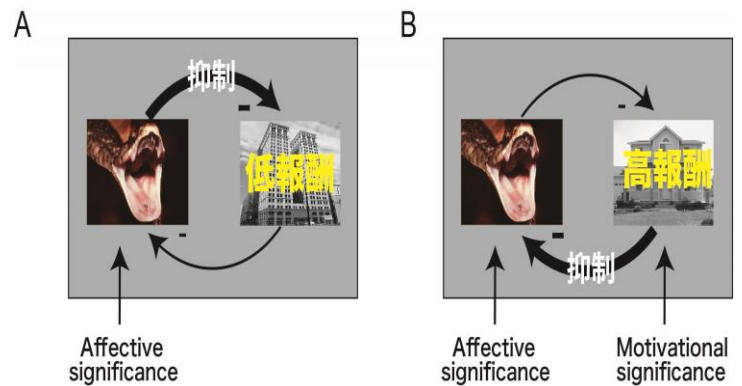 A
B
抑制
低報酬
高報酬
抑制
Affective
significance
Affective
significance
Motivational
significance